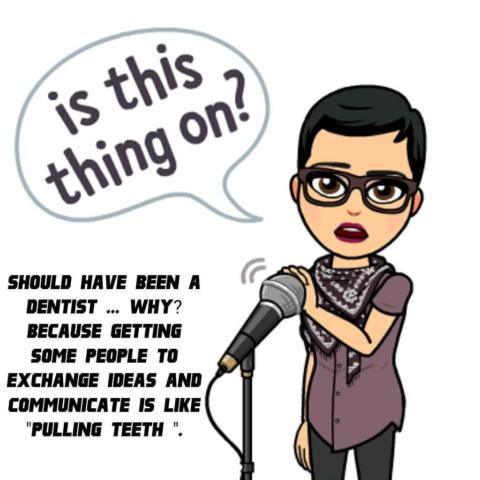 is this
thing on?
SHOULD HAVE BEEN A
DENTIST ... WHY?
BECAUSE GETTING
SOME PEOPLE TO
EXCHANGE IDEAS AND
COMMUNICATE IS LIKE
"PULLING TEETH ".